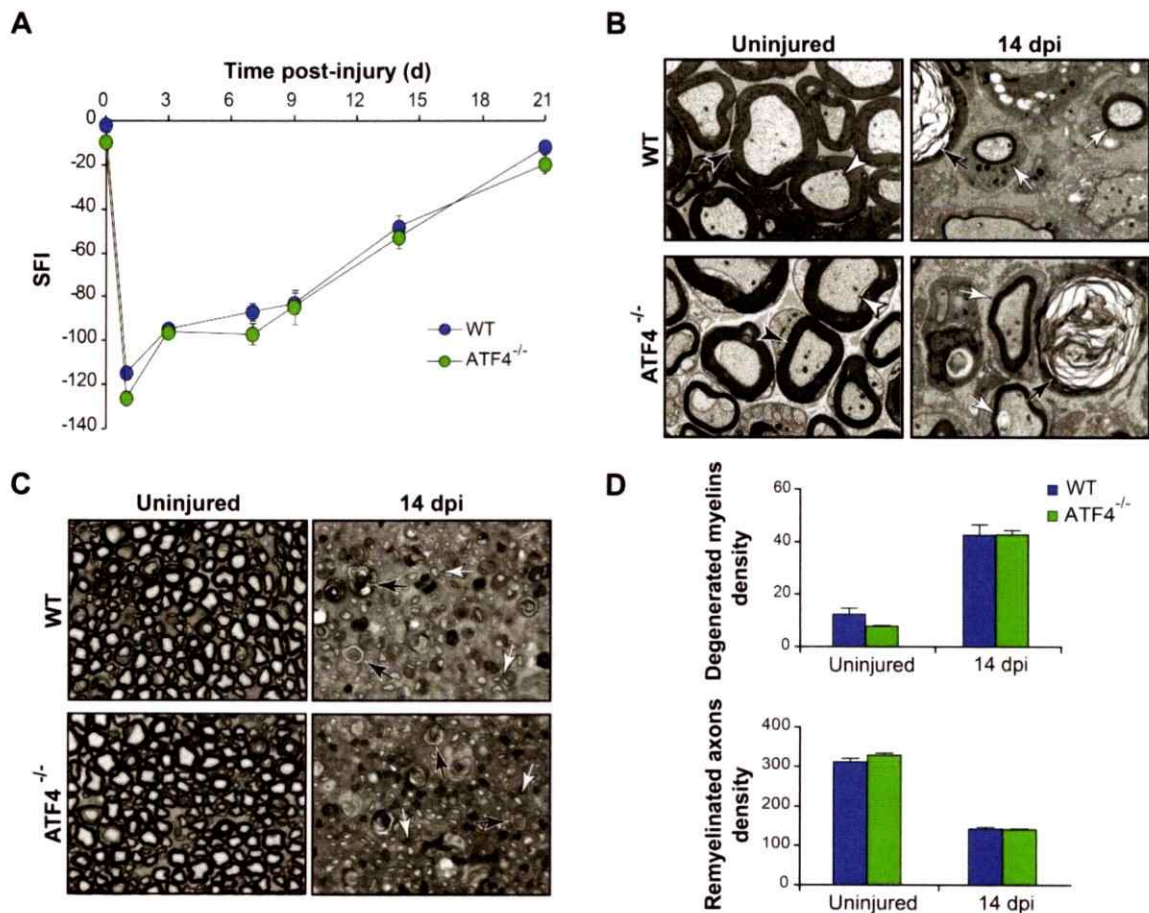 A
Time post-injury (d)
0 3 6 9 12 15 18 21
0
-20
-40
-60
-80
-100
-120
-140
SFI
WT
ATF4-/-
B
Uninjured 14 dpi
WT
ATF4-/-
C
Uninjured 14 dpi
WT
ATF4-/-
D
WT
ATF4-/-
Degenerated myelins
density
60
40
20
0
Uninjured 14 dpi
Remyelinated axons
density
400
300
200
100
0
Uninjured 14 dpi